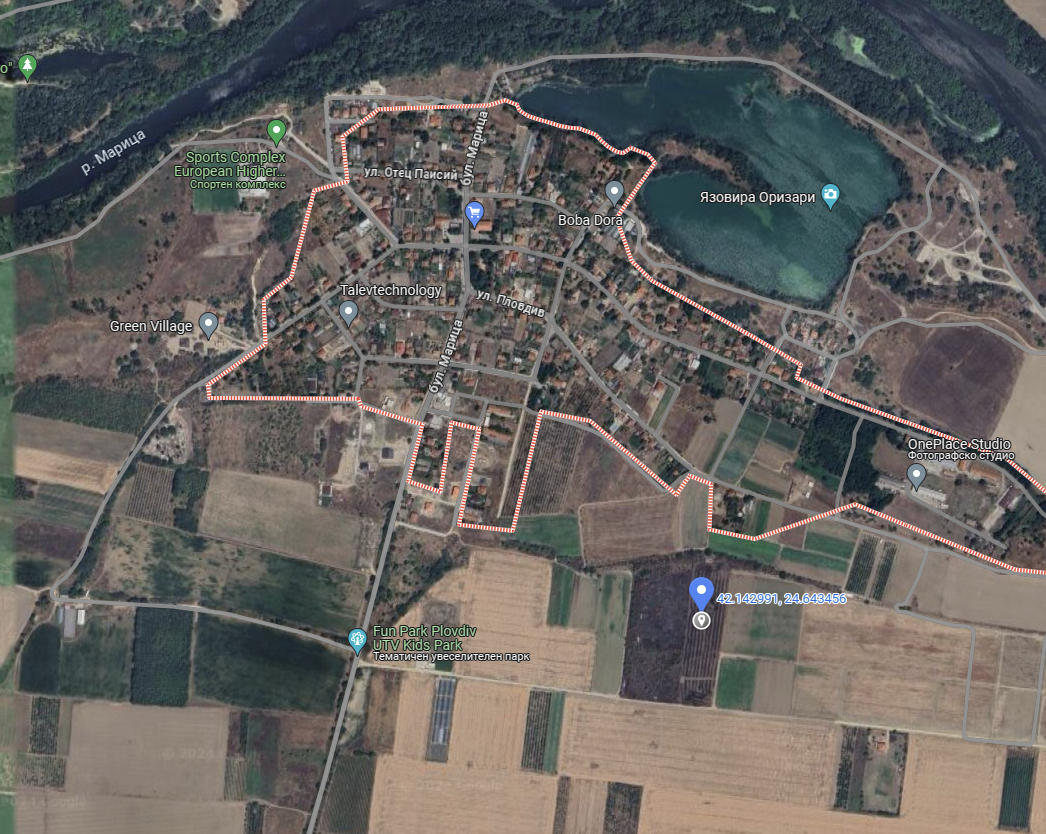 о"
р. Марица
Sports Complex
European Higher...
Спортен комплекс
ул. Отец Паисий
бул. Марица
Boba Dora
Язовира Оризари
Talevtechnology
ул. Пловдив
Green Village
бул. Марица
OnePlace Studio
Фотографско студио
42.142991, 24.643456
Fun Park Plovdiv
UTV Kids Park
Тематичен увеселителен парк